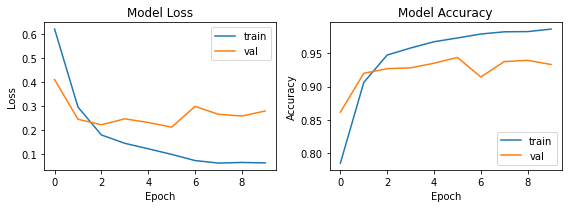 Model Loss
train
val
0.6
0.5
0.4
0.3
0.2
0.1
Loss
0 2 4 6 8
Epoch
Model Accuracy
train
val
0.95
0.90
0.85
0.80
Accuracy
0 2 4 6 8
Epoch